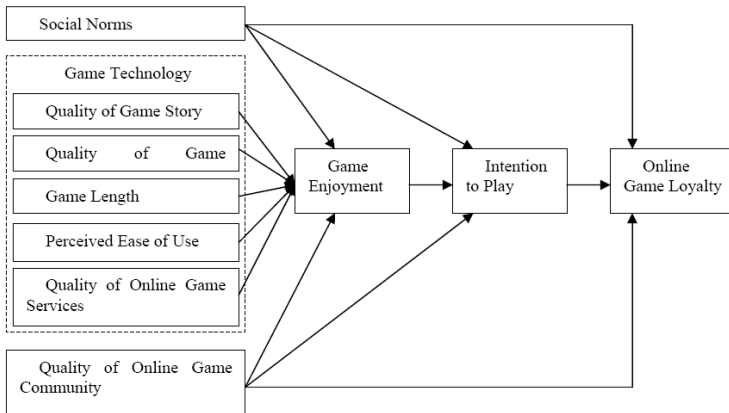 Social Norms
Game Technology
Quality of Game Story
Quality of Game
Game Length
Perceived Ease of Use
Quality of Online Game
Services
Quality of Online Game
Community
Game
Enjoyment
Intention
to Play
Online
Game Loyalty